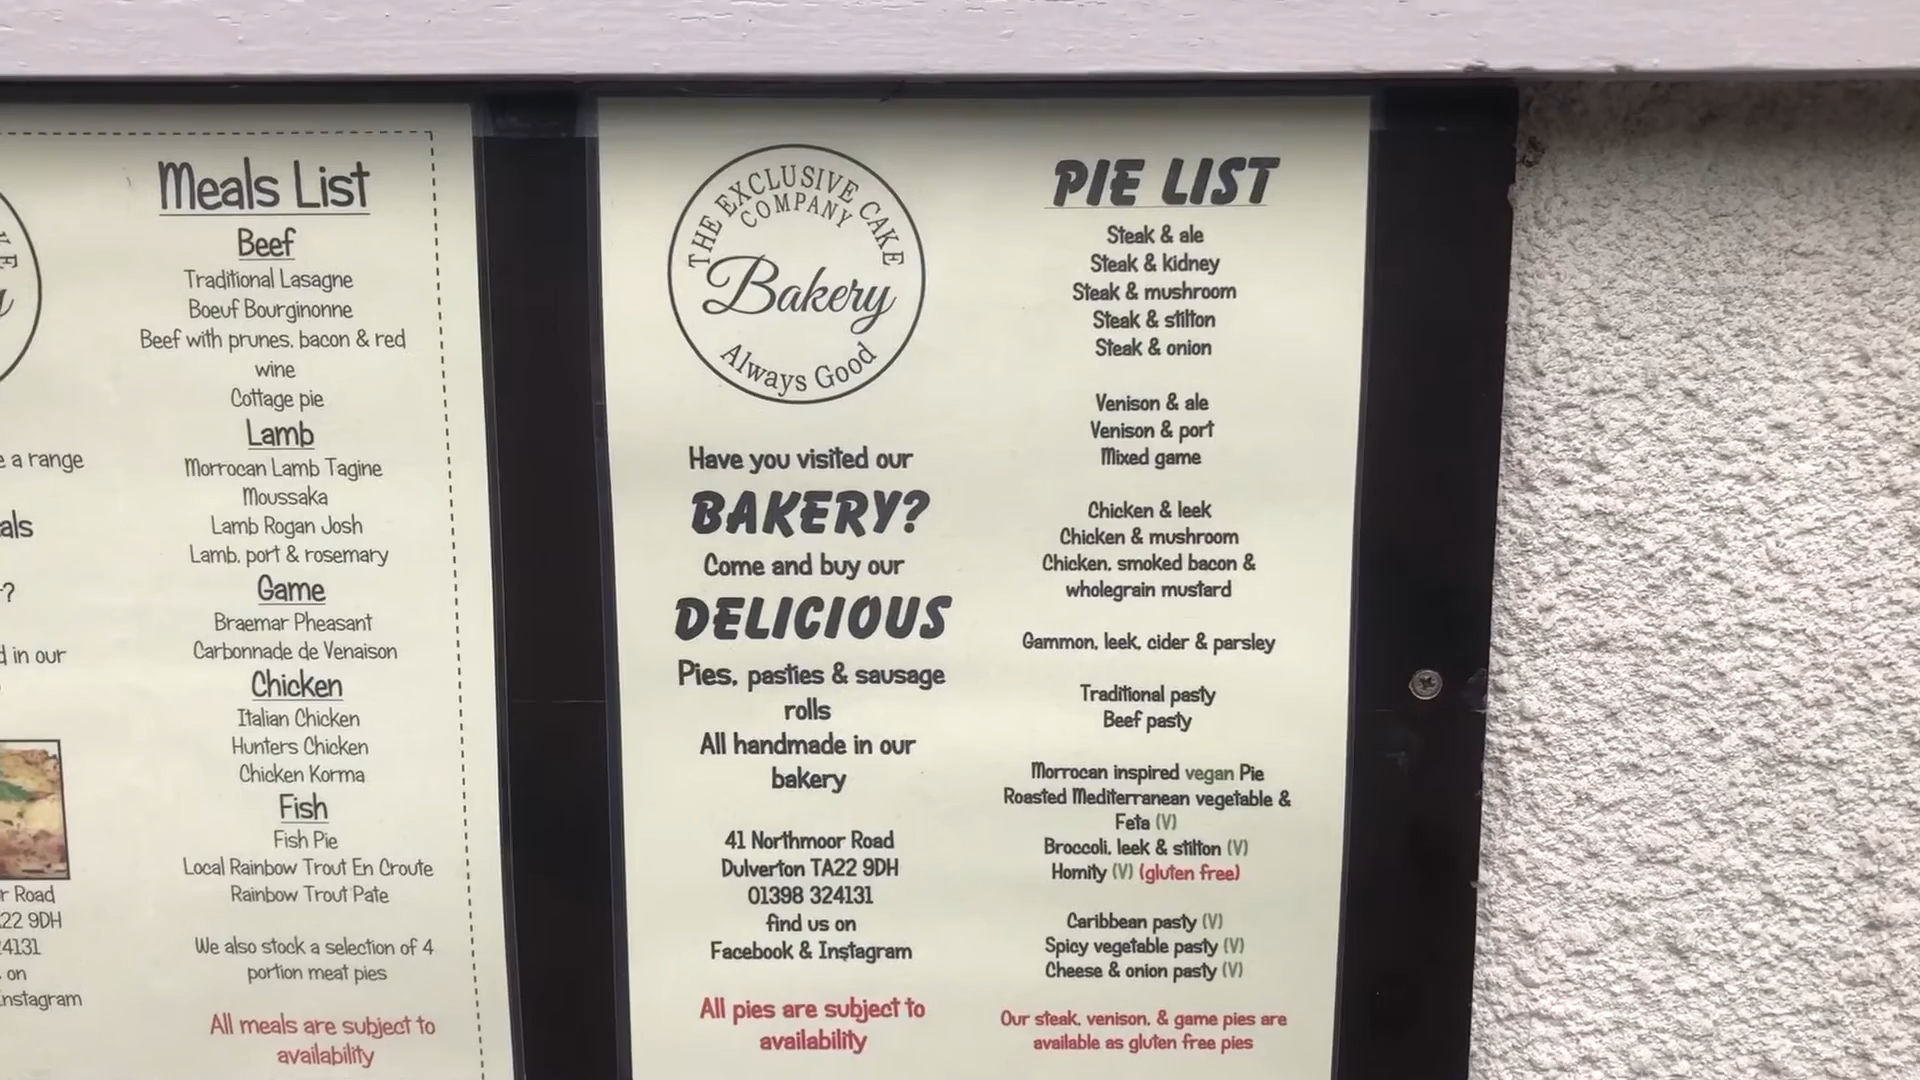 e a range
als
?
d in our
r Road
22 9DH
4131
on
nstagram
Meals List
Beef
Traditional Lasagne
Boeuf Bourginonne
Beef with prunes, bacon & red
wine
Cottage pie
Lamb
Morrocan Lamb Tagine
Moussaka
Lamb Rogan Josh
Lamb, port & rosemary
Game
Braemar Pheasant
Carbonnade de Venaison
Chicken
Italian Chicken
Hunters Chicken
Chicken Korma
Fish
Fish Pie
Local Rainbow Trout En Croute
Rainbow Trout Pate
We also stock a selection of 4
portion meat pies
All meals are subject to
availability
THE EXCLUSIVE CAKE
COMPANY
Bakery
Always Good
Have you visited our
BAKERY?
Come and buy our
DELICIOUS
Pies, pasties & sausage
rolls
All handmade in our
bakery
41 Northmoor Road
Dulverton TA22 9DH
01398 324131
find us on
Facebook & Instagram
All pies are subject to
availability
PIE LIST
Steak & ale
Steak & kidney
Steak & mushroom
Steak & stilton
Steak & onion
Venison & ale
Venison & port
Mixed game
Chicken & leek
Chicken & mushroom
Chicken, smoked bacon &
wholegrain mustard
Gammon, leek, cider & parsley
Traditional pasty
Beef pasty
Morrocan inspired vegan Pie
Roasted Mediterranean vegetable &
Feta (V)
Broccoli, leek & stilton (V)
Homity (V) (gluten free)
Caribbean pasty (V)
Spicy vegetable pasty (V)
Cheese & onion pasty (V)
Our steak, venison, & game pies are
available as gluten free pies